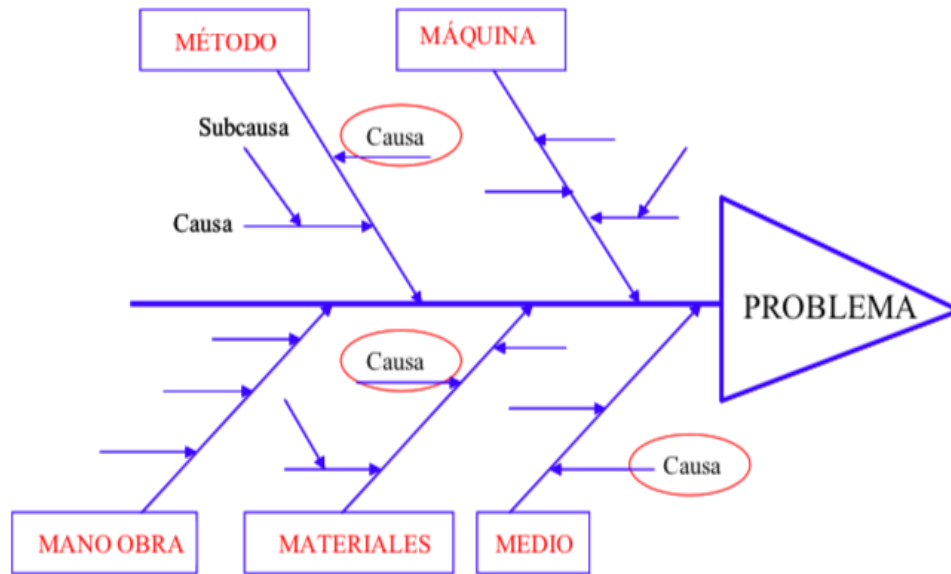 MÉTODO
MÁQUINA
Subcausa
Causa
Causa
PROBLEMA
Causa
Causa
MANO OBRA
MATERIALES
MEDIO